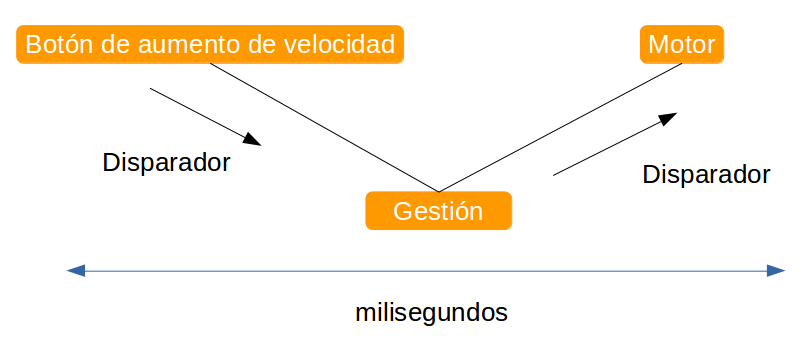 Botón de aumento de velocidad
Motor
Disparador
Disparador
Gestión
milisegundos